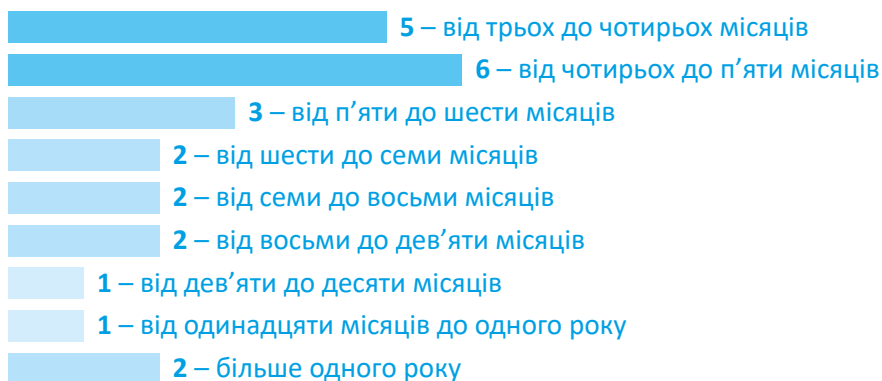 5 – від трьох до чотирьох місяців
6 – від чотирьох до п’яти місяців
3 – від п’яти до шести місяців
2 – від шести до семи місяців
2 – від семи до восьми місяців
2 – від восьми до дев’яти місяців
1 – від дев’яти до десяти місяців
1 – від одинадцяти місяців до одного року
2 – більше одного року